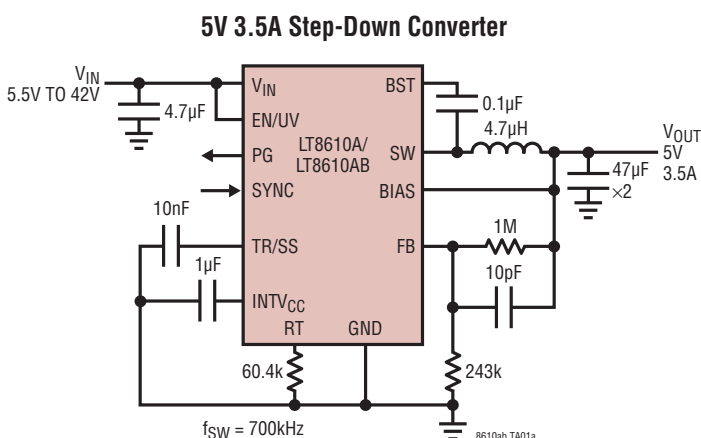 5V 3.5A Step-Down Converter
VIN
5.5V TO 42V
4.7µF
VIN
EN/UV
PG
SYNC
TR/SS
INTVCC
RT
GND
LT8610A/
LT8610AB
BST
SW
BIAS
FB
0.1µF
4.7µH
VOUT
5V
3.5A
47µF
×2
1M
10pF
243k
10nF
1µF
60.4k
fSW = 700kHz
8610ab TA01a